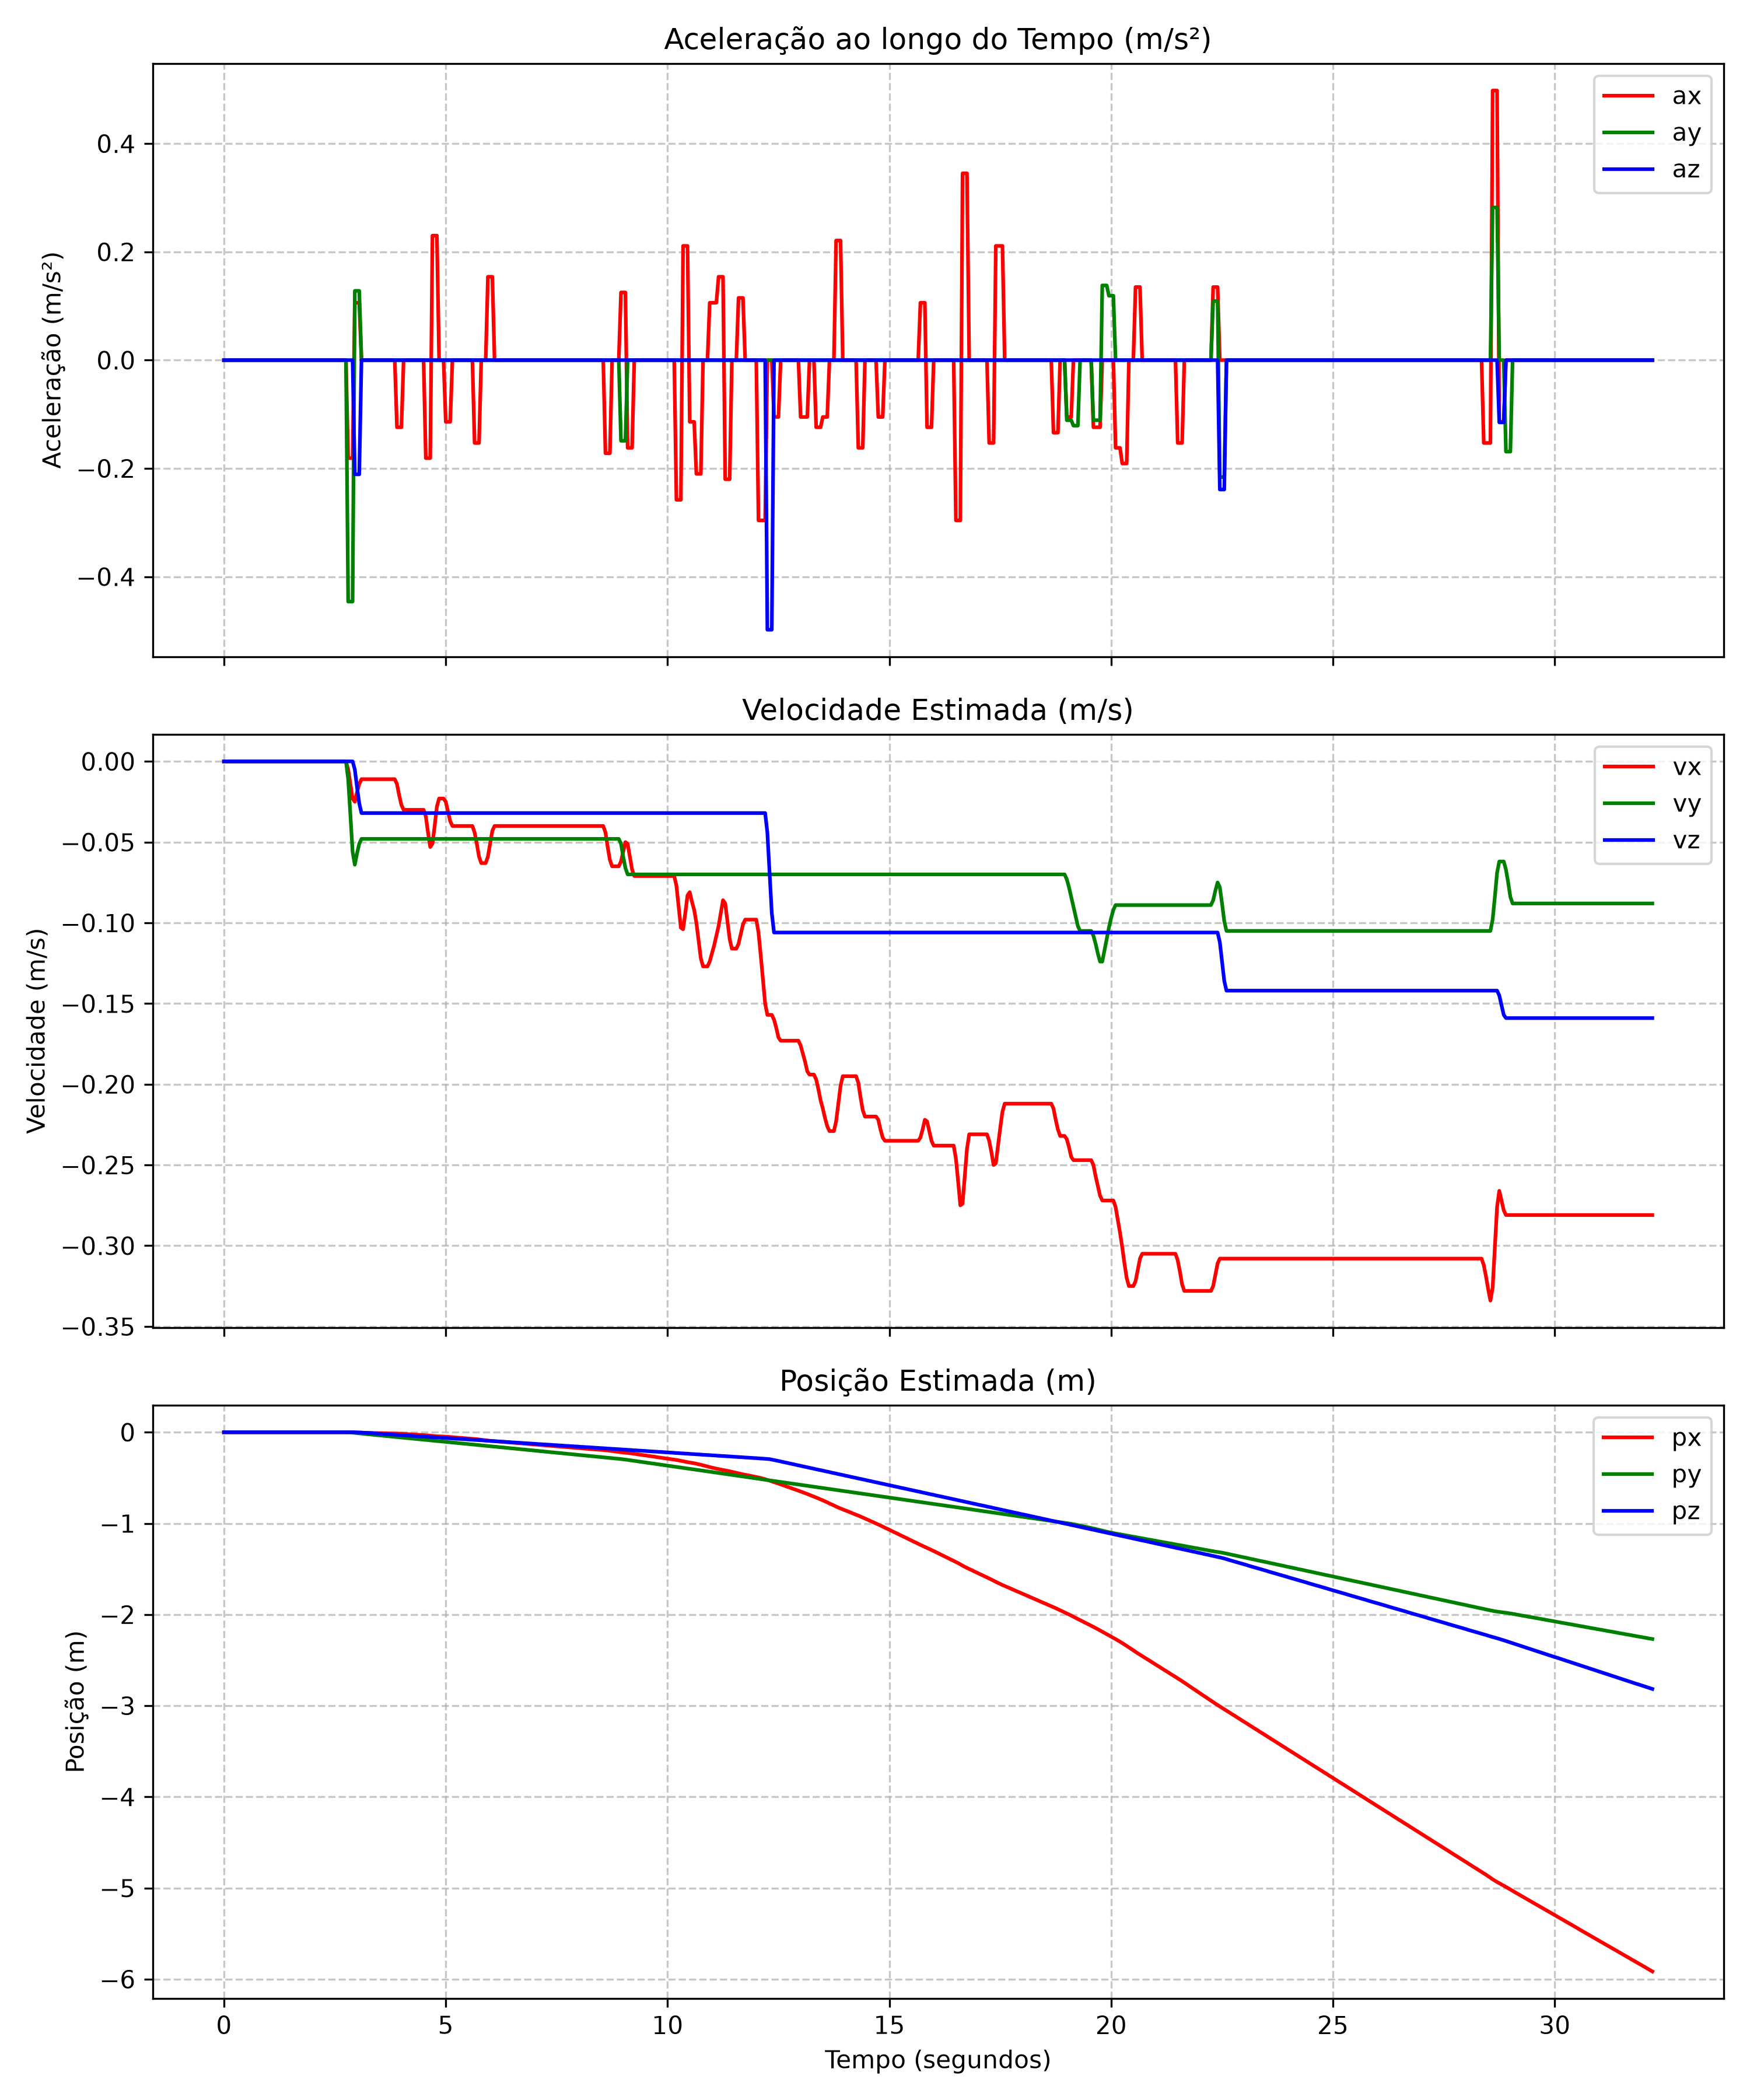 Aceleração ao longo do Tempo (m/s²)
Aceleração (m/s²)
0.4
0.2
0.0
−0.2
−0.4
ax
ay
az
Velocidade Estimada (m/s)
Velocidade (m/s)
0.00
−0.05
−0.10
−0.15
−0.20
−0.25
−0.30
−0.35
vx
vy
vz
Posição Estimada (m)
Posição (m)
0
−1
−2
−3
−4
−5
−6
px
py
pz
0 5 10 15 20 25 30
Tempo (segundos)